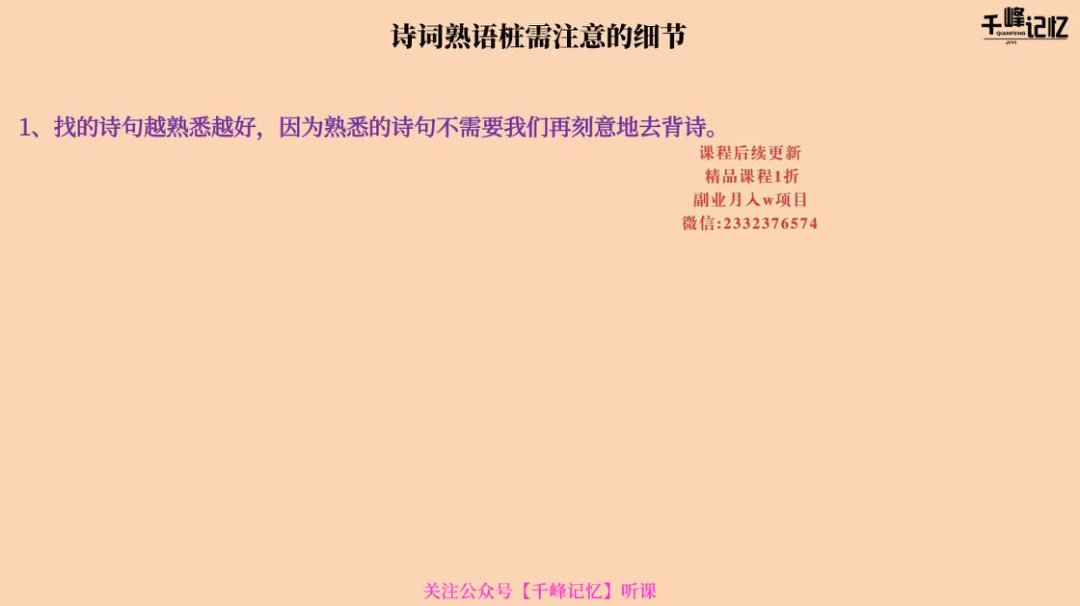 诗词熟语桩需注意的细节
千峰记忆
QIANFENG
JIYI
1、找的诗句越熟悉越好，因为熟悉的诗句不需要我们再刻意地去背诗。
课程后续更新
精品课程1折
副业月入w项目
微信:2332376574
关注公众号【千峰记忆】听课